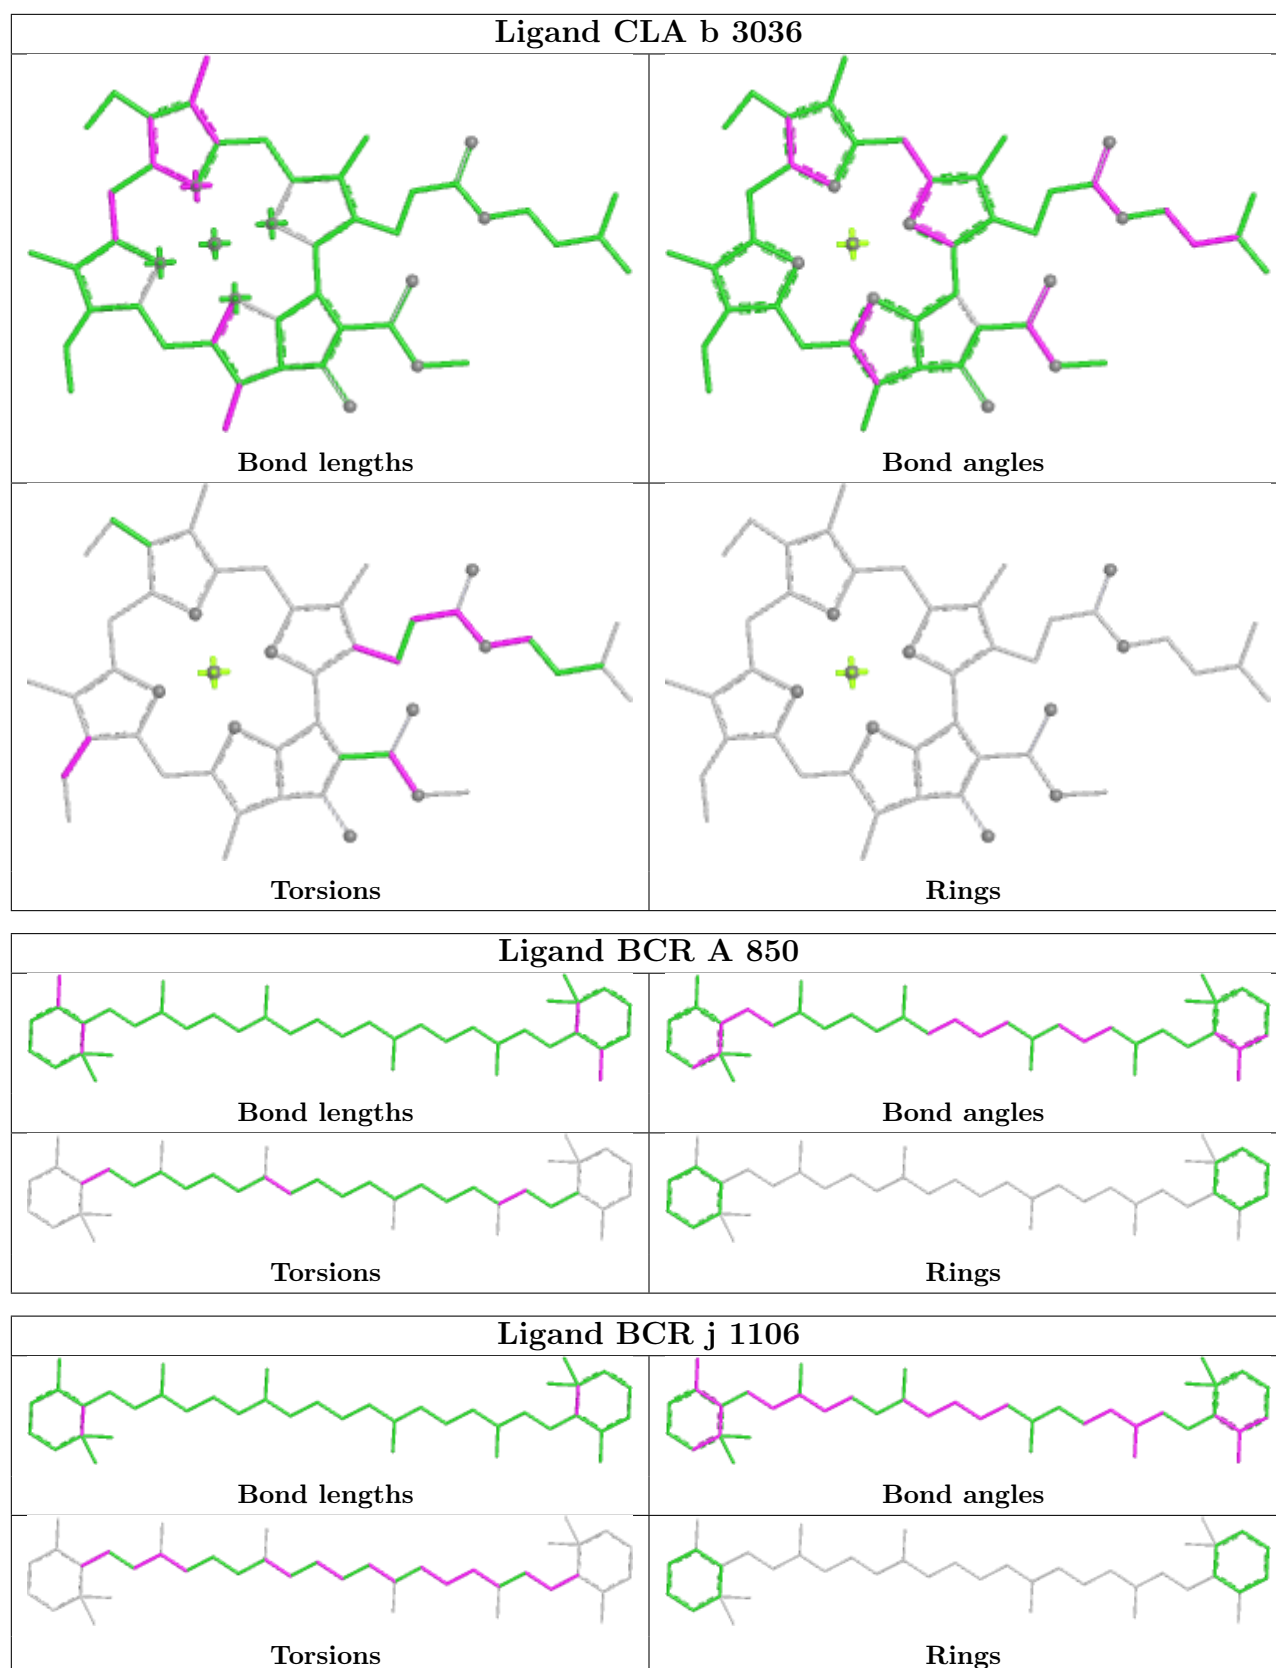 Ligand CLA b 3036
Bond lengths
Bond angles
Torsions
Rings
Ligand BCR A 850
Bond lengths
Bond angles
Torsions
Rings
Ligand BCR j 1106
Bond lengths
Bond angles
Torsions
Rings